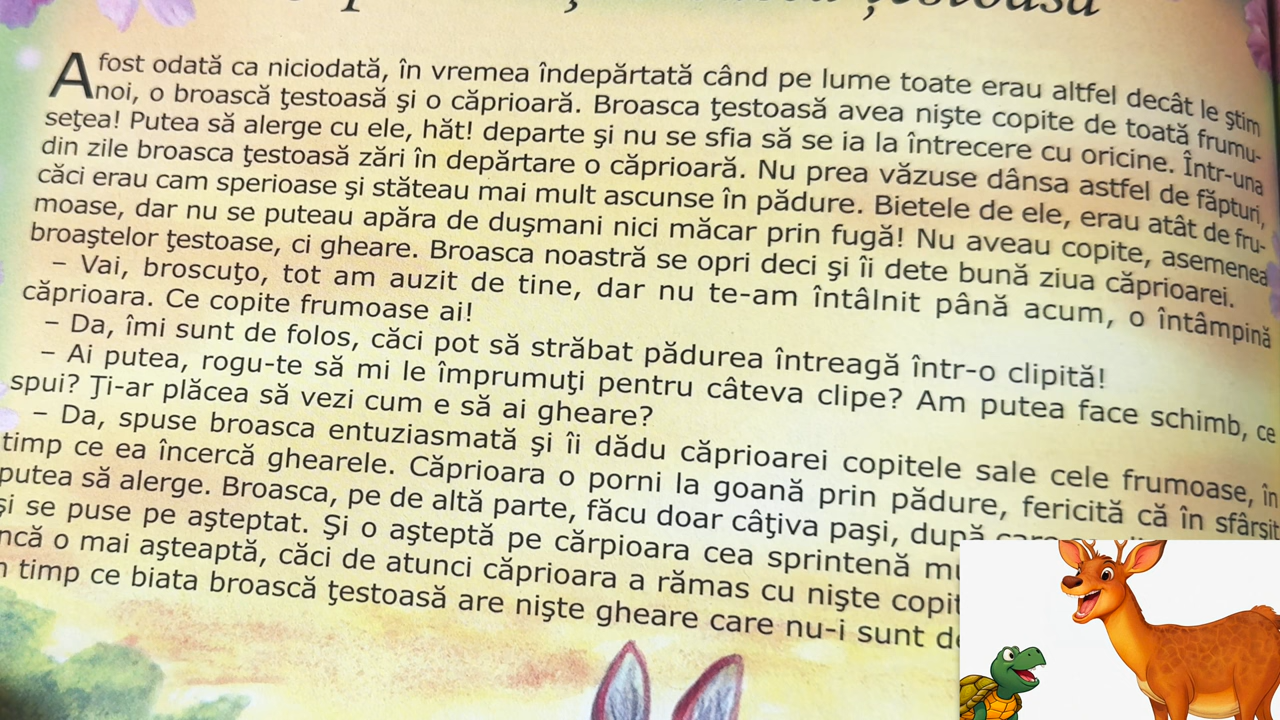 țestoasă
A fost odată ca niciodată, în vremea îndepărtată când pe lume toate erau altfel decât le ştim
noi, o broască ţestoasă şi o căprioară. Broasca ţestoasă avea nişte copite de toată frumu-
seţea! Putea să alerge cu ele, hăt! departe şi nu se sfia să se ia la întrecere cu oricine. Într-una
din zile broasca ţestoasă zări în depărtare o căprioară. Nu prea văzuse dânsa astfel de făpturi,
căci erau cam sperioase şi stăteau mai mult ascunse în pădure. Bietele de ele, erau atât de fru-
moase, dar nu se puteau apăra de duşmani nici măcar prin fugă! Nu aveau copite, asemenea
broaştelor ţestoase, ci gheare. Broasca noastră se opri deci şi îi dete bună ziua căprioarei.
– Vai, broscuţo, tot am auzit de tine, dar nu te-am întâlnit până acum, o întâmpină
căprioara. Ce copite frumoase ai!
– Da, îmi sunt de folos, căci pot să străbat pădurea întreagă într-o clipită!
– Ai putea, rogu-te să mi le împrumuţi pentru câteva clipe? Am putea face schimb, ce
spui? Ţi-ar plăcea să vezi cum e să ai gheare?
– Da, spuse broasca entuziasmată şi îi dădu căprioarei copitele sale cele frumoase, în
timp ce ea încercă ghearele. Căprioara o porni la goană prin pădure, fericită că în sfârşit
putea să alerge. Broasca, pe de altă parte, făcu doar câţiva paşi, după care
şi se puse pe aşteptat. Şi o aşteptă pe cărpioara cea sprintenă
încă o mai aşteaptă, căci de atunci căprioara a rămas cu nişte
în timp ce biata broască ţestoasă are nişte gheare care nu-i sunt